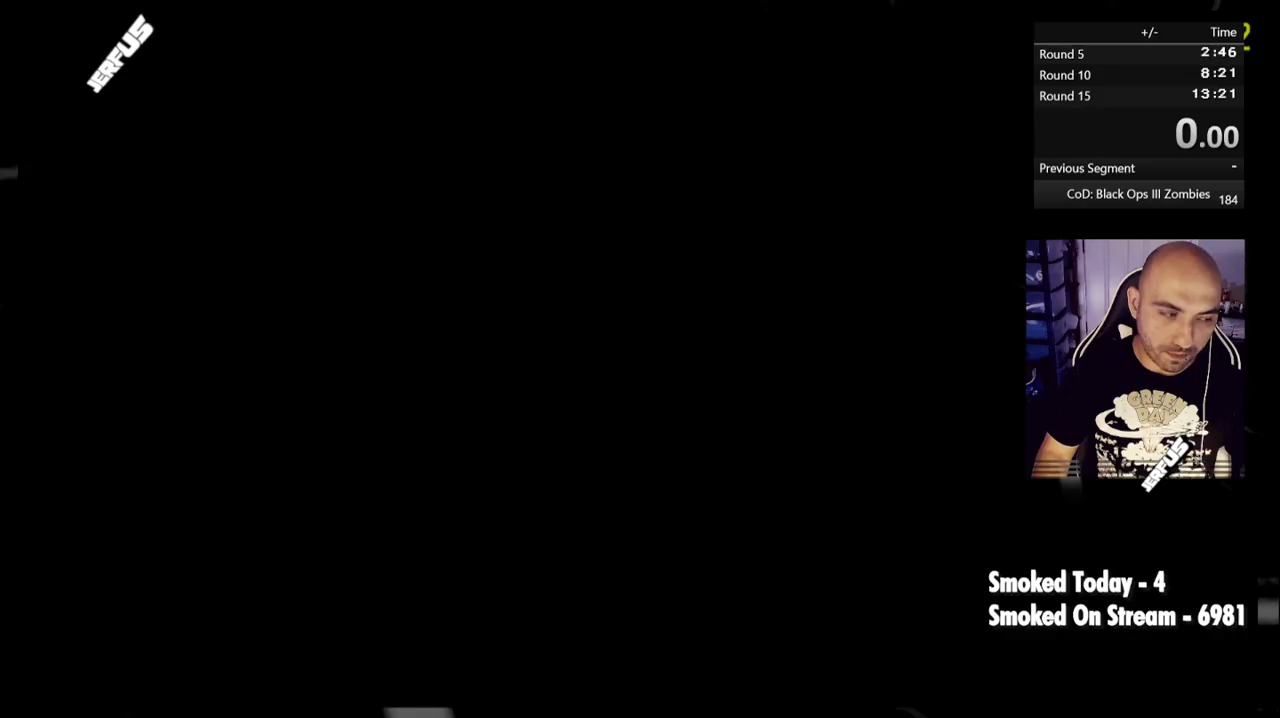 JERFUS
+/- Time
Round 5 2:46
Round 10 8:21
Round 15 13:21
0.00
Previous Segment -
CoD: Black Ops III Zombies 184
GREEN DAY
JERFUS
Smoked Today - 4
Smoked On Stream - 6981